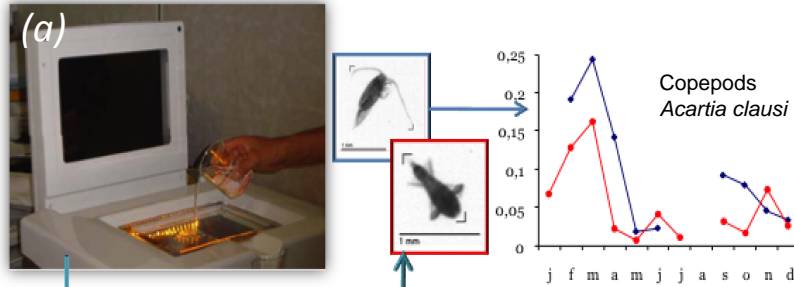 (a)
1 mm
1 mm
0,25
0,2
0,15
0,1
0,05
0
Copepods
Acartia clausi
j f m a m j j a s o n d